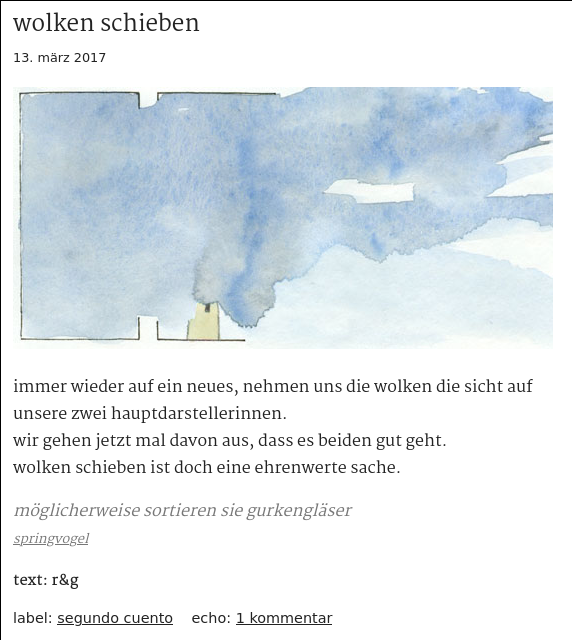 wolken schieben
13. märz 2017
immer wieder auf ein neues, nehmen uns die wolken die sicht auf
unsere zwei hauptdarstellerinnen.
wir gehen jetzt mal davon aus, dass es beiden gut geht.
wolken schieben ist doch eine ehrenwerte sache.
möglicherweise sortieren sie gurkengläser
springvogel
text: r&g
label: segundo cuento echo: 1 kommentar